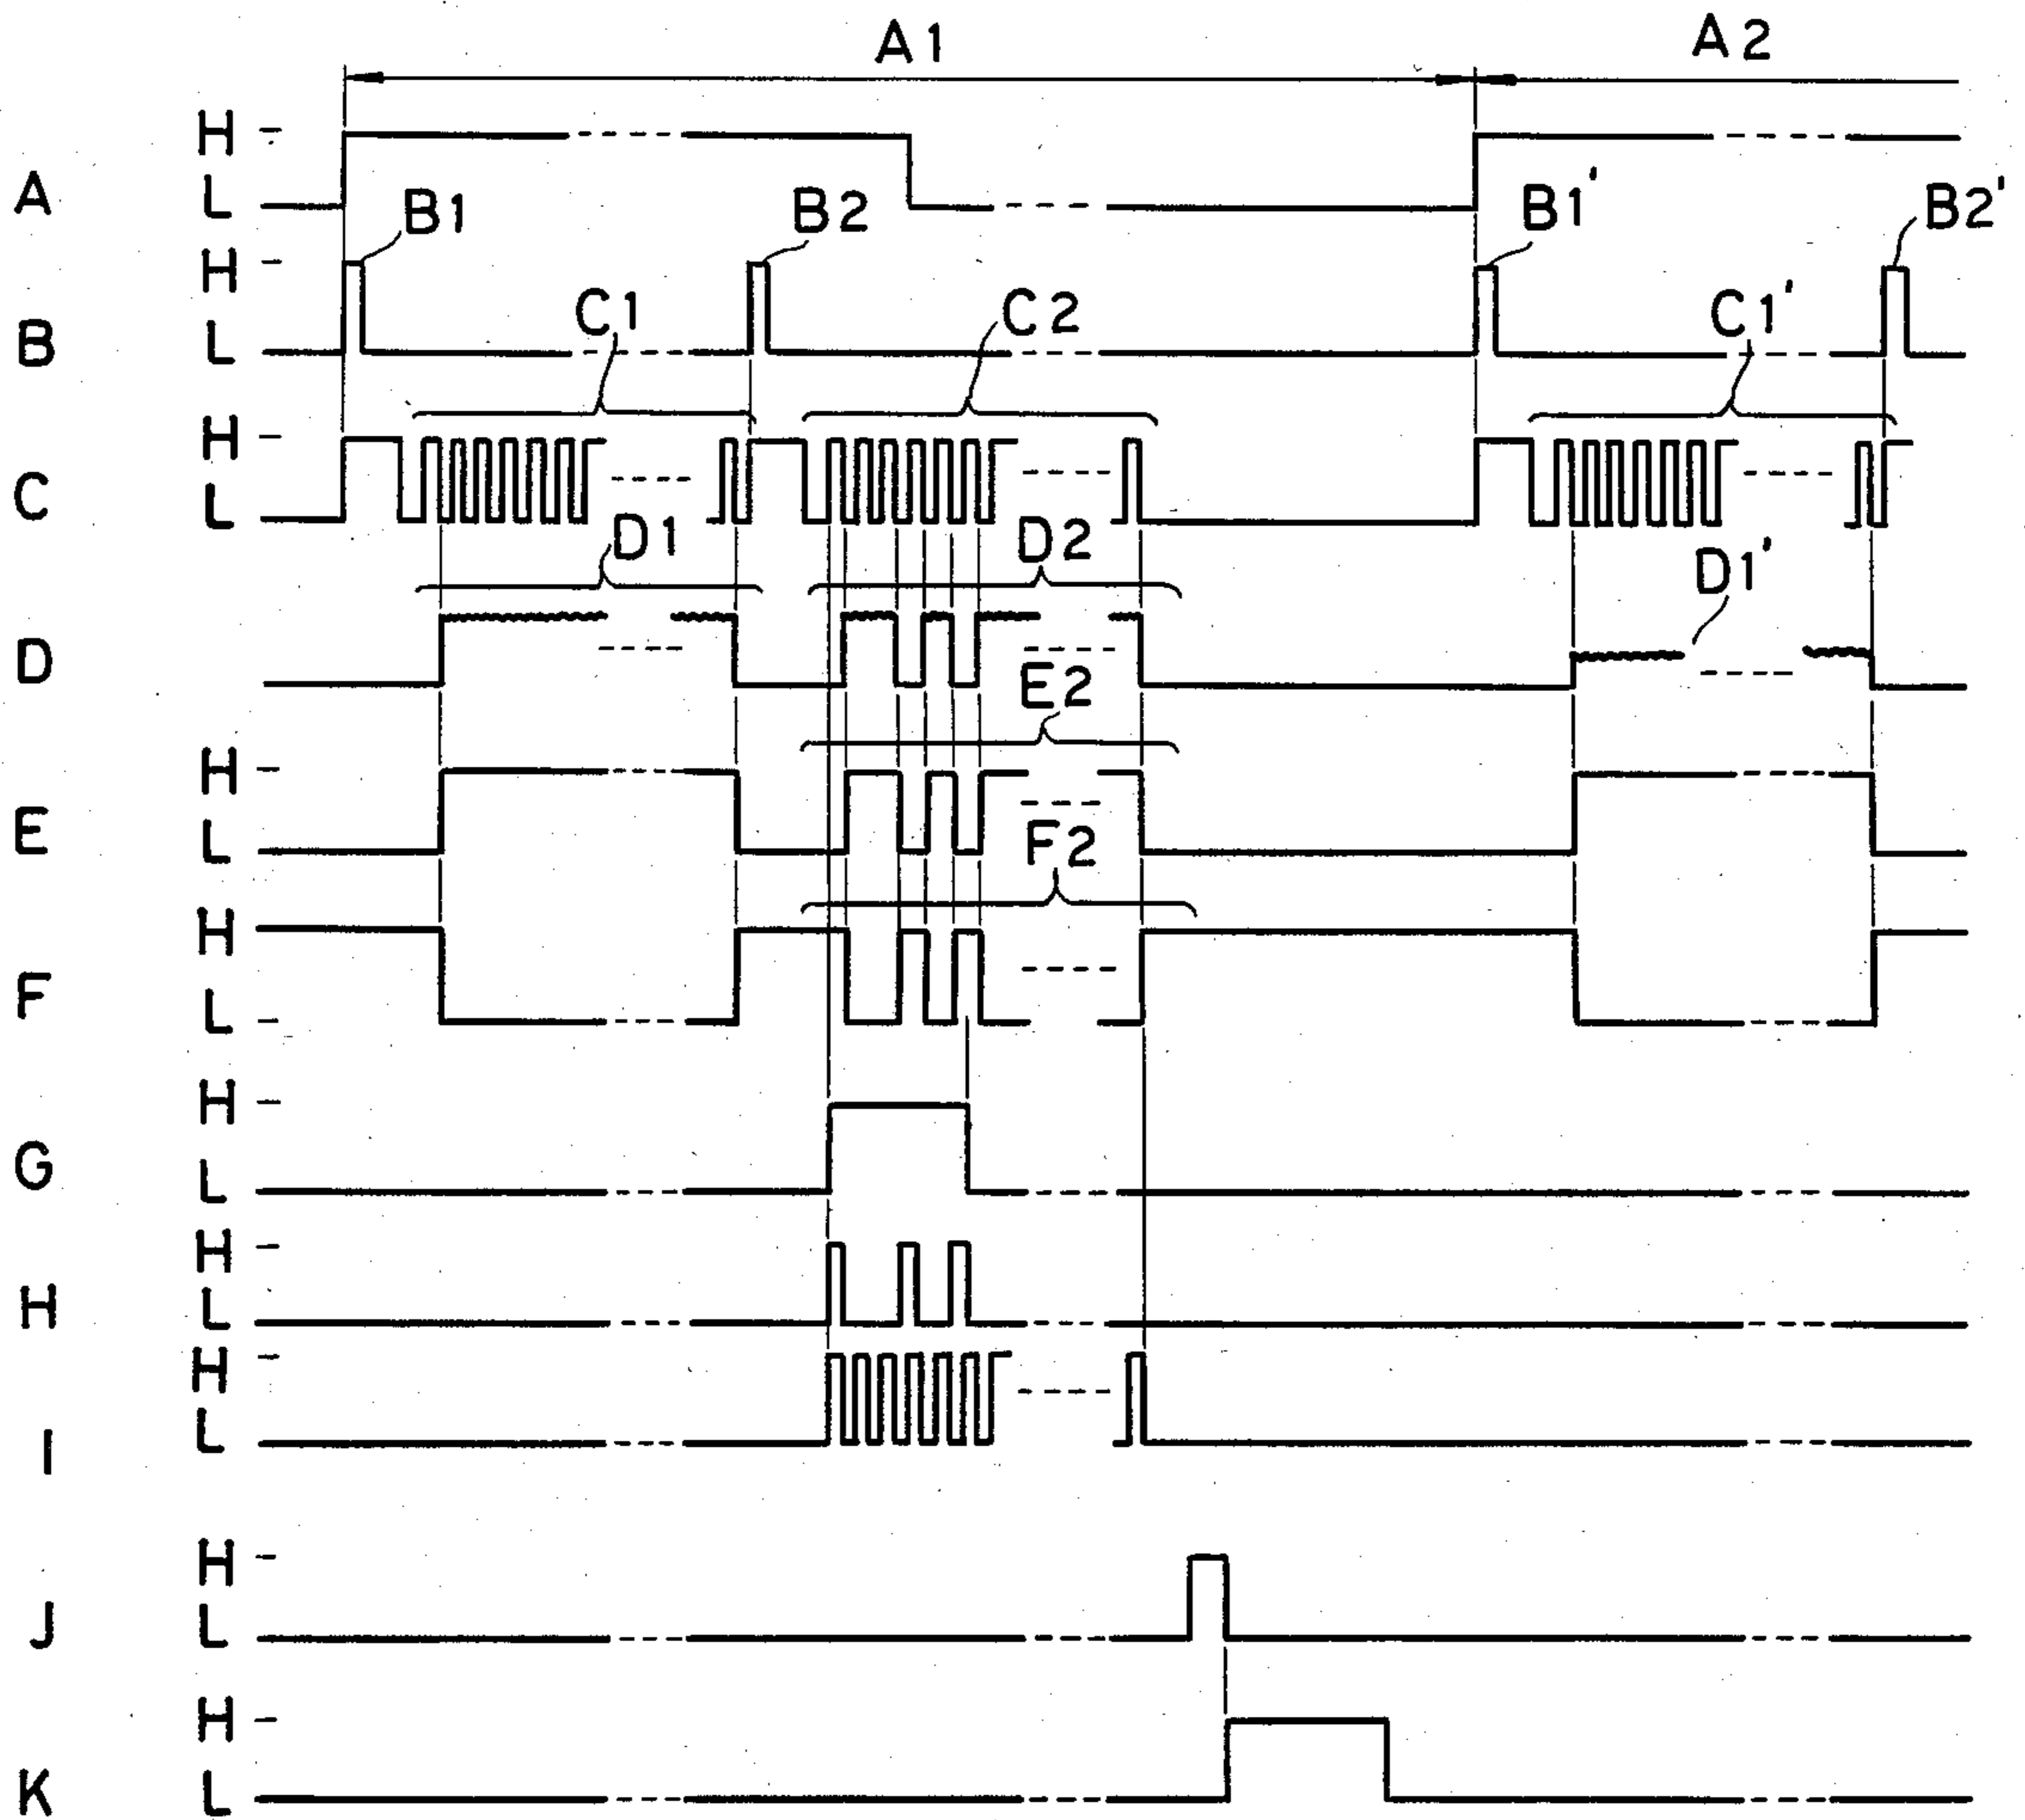 A1 A2
H
A L
B1 B2 B1' B2'
H
B L
C1 C2 C1'
H
C L
D1 D2 D1'
D
E2
H
E L
F2
H
F L
H
G L
H
H L
H
I L
H
J L
H
K L